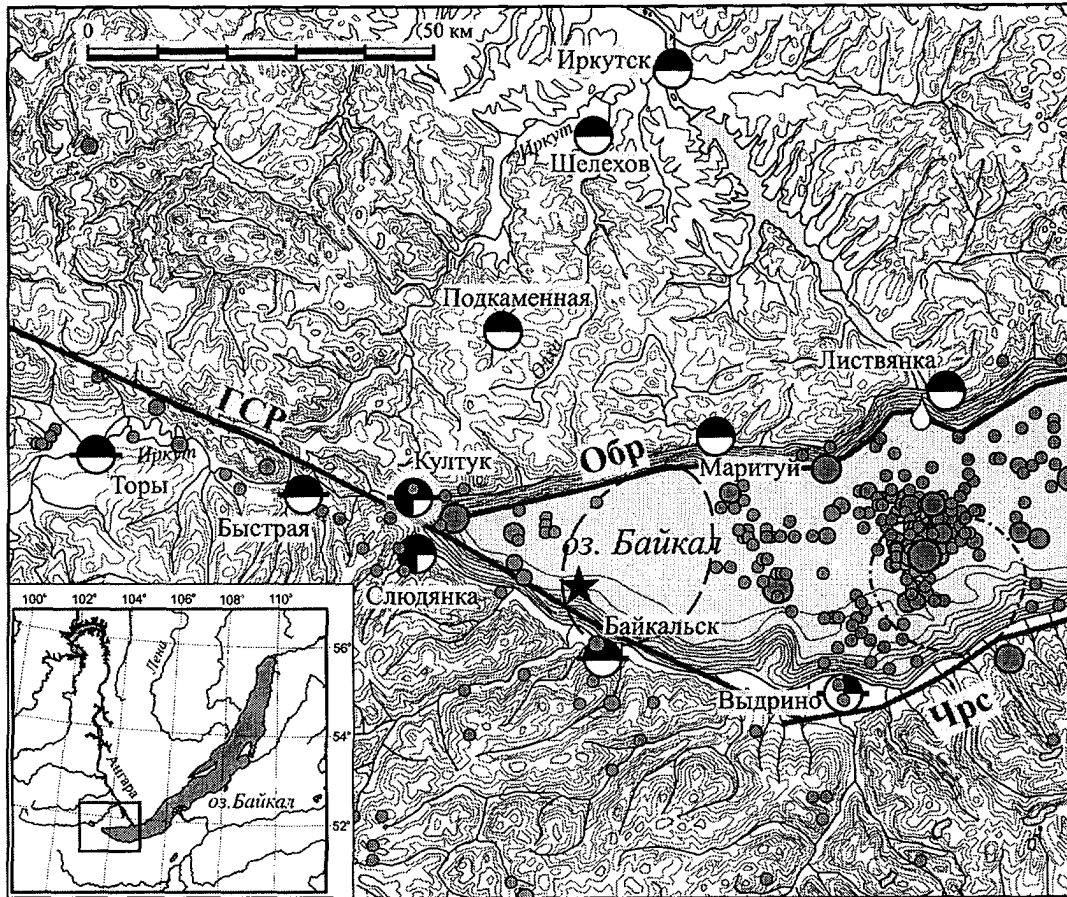 0
50 км
Иркутск
Иркут
Шелехов
Подкаменная
Олха
Листвянка
ГСР
Обр
Култук
Маритуй
Иркут
Торы
Быстрая
оз. Байкал
Слюдянка
Байкальск
Выдрино
Чрс
100° 102° 104° 106° 108° 110°
Лена
56°
54°
Ангара
оз.Байкал
52°